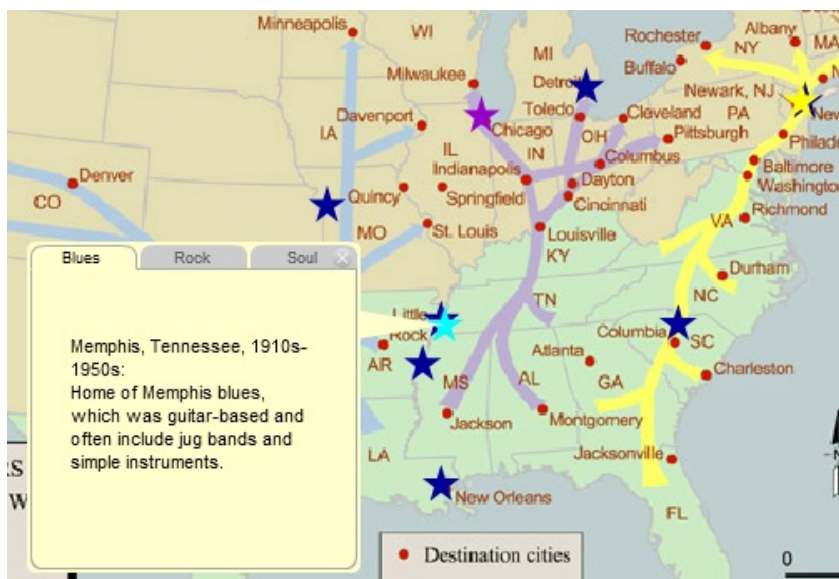 Minneapolis
WI
Rochester
Albany
NY
MA
MI
Milwaukee
Detroit
Buffalo
Newark, NJ
Davenport
Toledo
Cleveland
PA
New
IA
Chicago
OH
Pittsburgh
Philade
IL
IN
Indianapolis
Columbus
Baltimore
Denver
Quincy
Springfield
Dayton
Washington
CO
Cincinnati
Richmond
MO
St. Louis
Louisville
VA
KY
Blues
Rock
Soul
Durham
NC
TN
Little
Rock
Columbia
SC
Memphis, Tennessee, 1910s-
1950s:
Home of Memphis blues,
which was guitar-based and
often include jug bands and
simple instruments.
Atlanta
AR
MS
AL
GA
Charleston
Jackson
Montgomery
LA
Jacksonville
RS
W
New Orleans
FL
Destination cities
0